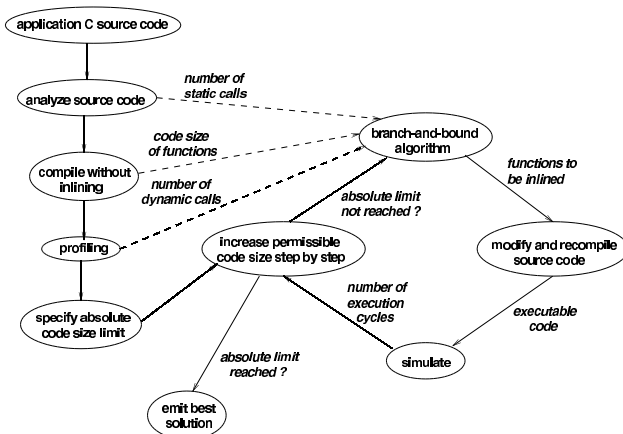 application C source code
number of
static calls
analyze source code
branch-and-bound
algorithm
code size
of functions
compile without
inlining
functions to
be inlined
number of
dynamic calls
absolute limit
not reached ?
profiling
increase permissible
code size step by step
modify and recompile
source code
number of
execution
cycles
specify absolute
code size limit
executable
code
absolute limit
reached ?
simulate
emit best
solution